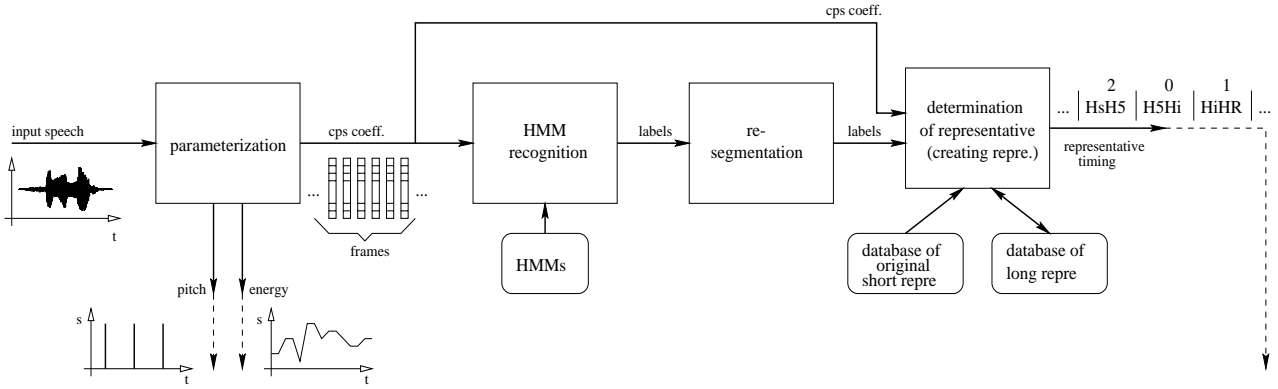 cps coeff.
input speech
parameterization
cps coeff.
HMM
recognition
labels
re-
segmentation
labels
determination
of representative
(creating repre.)
2 0 1
... HsH5 H5Hi HiHR ...
representative
timing
t
... ...
frames
HMMs
database of
original
short repre
database of
long repre
pitch
energy
s
t
s
t